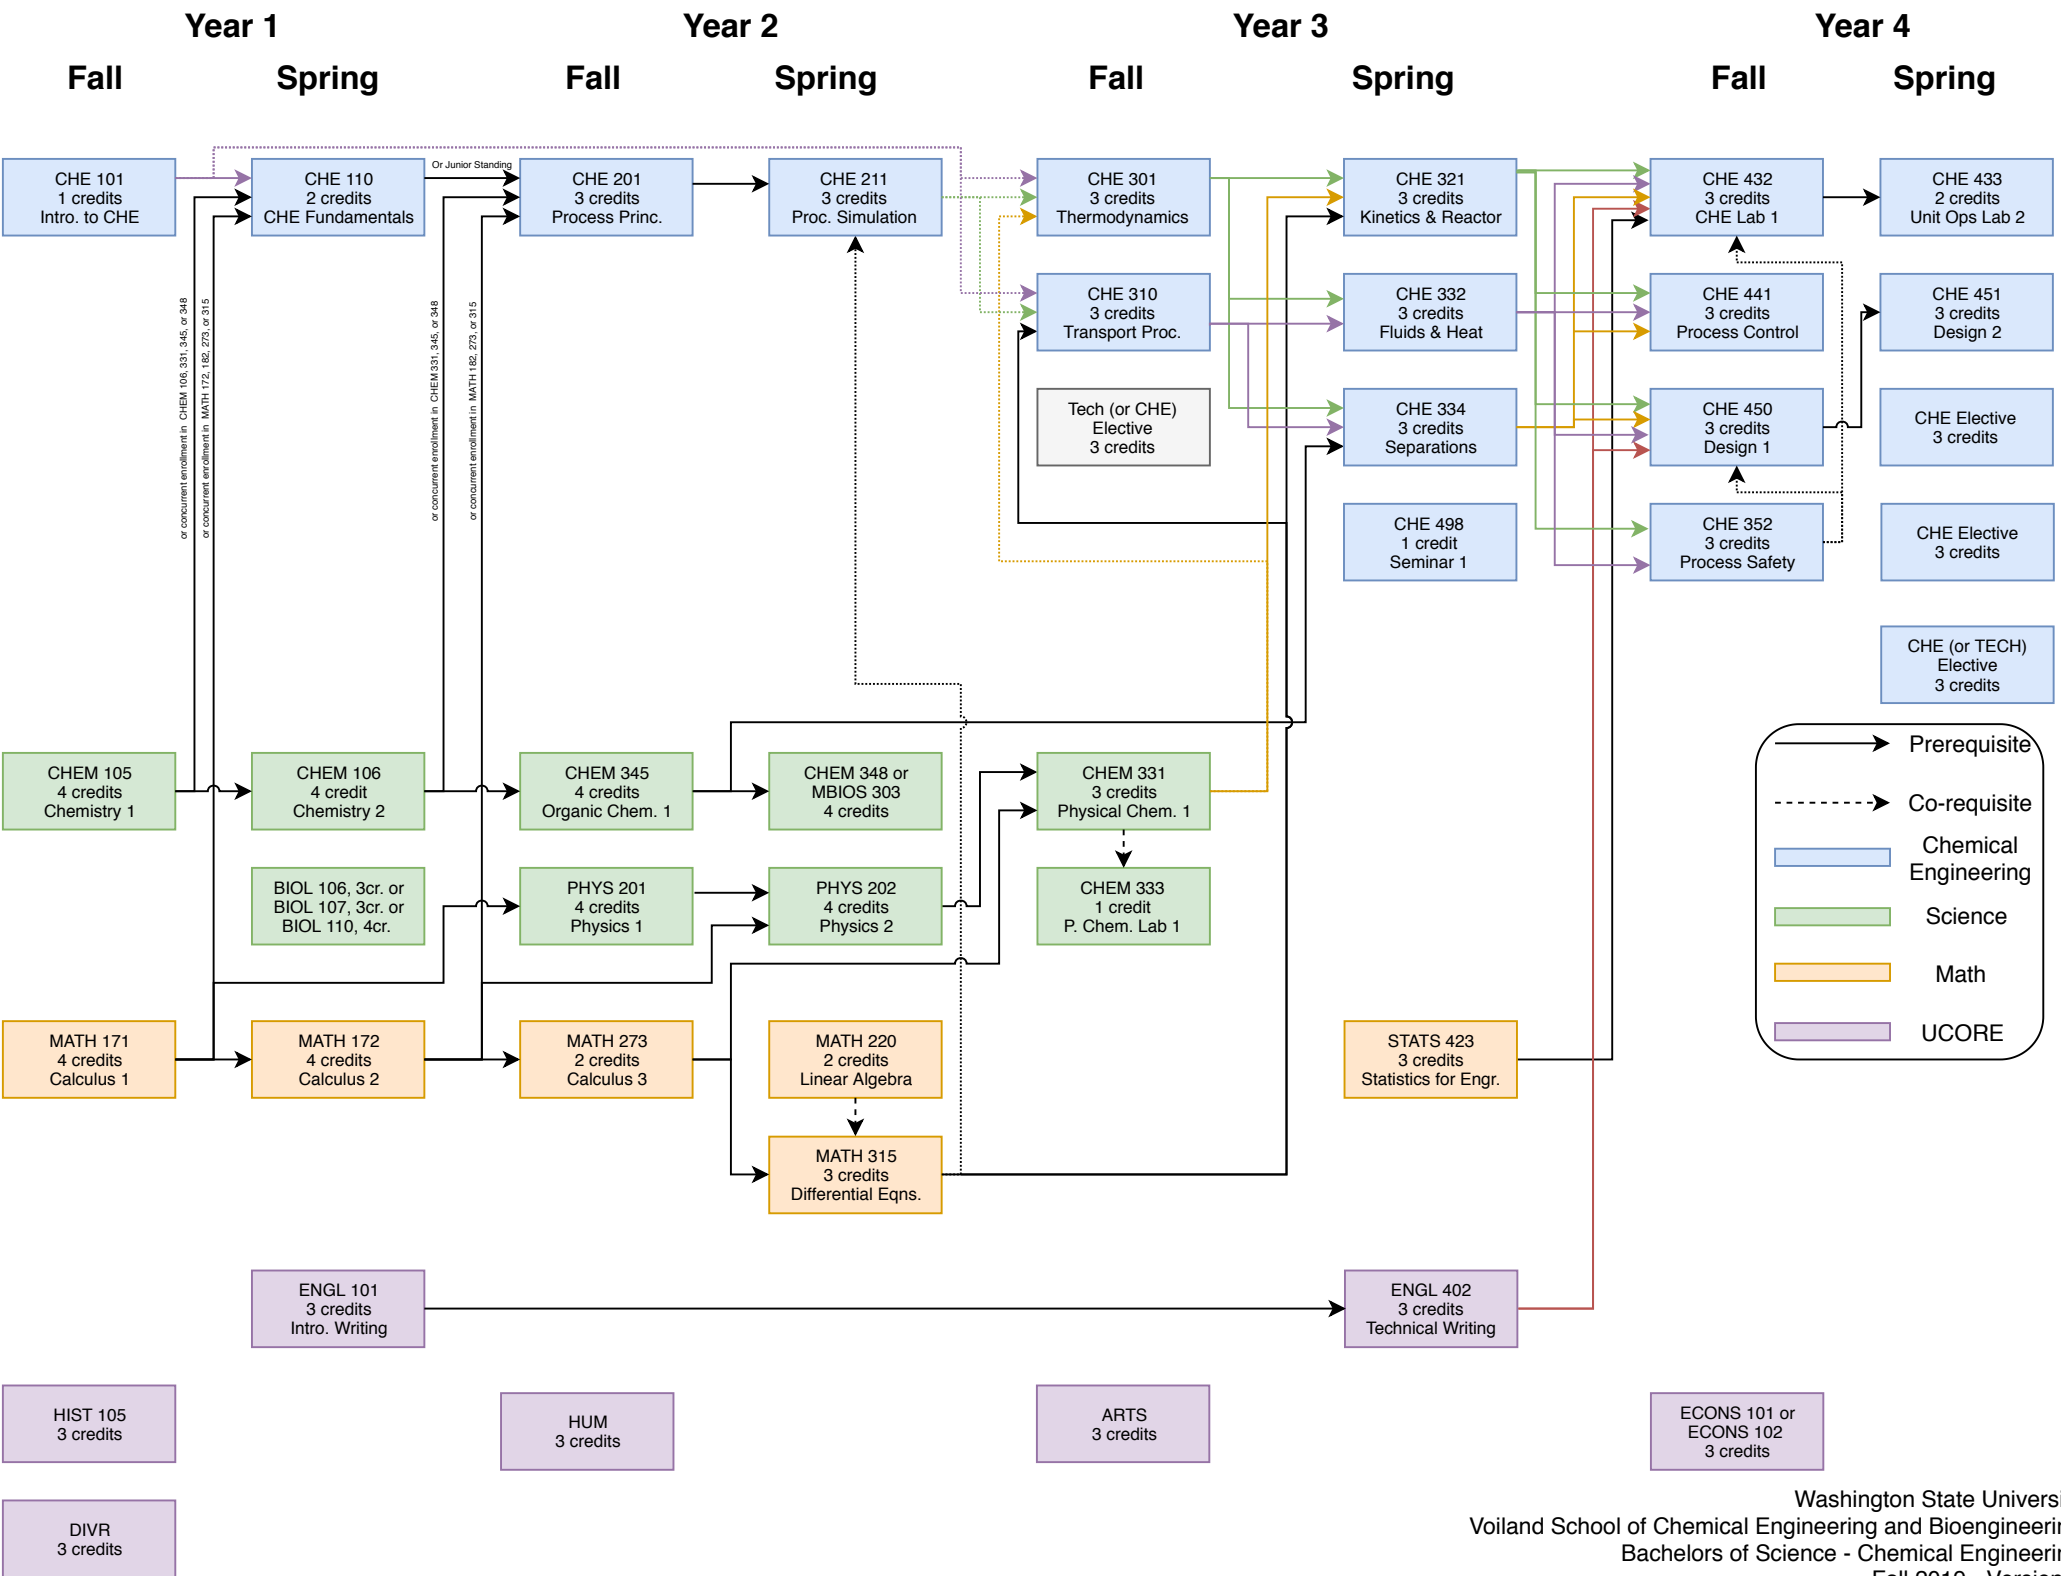 Year 1
Year 2
Year 3
Year 4
Fall
Spring
Fall
Spring
Fall
Spring
Fall
Spring
CHE 101
1 credits
Intro. to CHE
CHE 110
2 credits
CHE Fundamentals
Or Junior Standing
CHE 201
3 credits
Process Princ.
CHE 211
3 credits
Proc. Simulation
CHE 301
3 credits
Thermodynamics
CHE 321
3 credits
Kinetics & Reactor
CHE 432
3 credits
CHE Lab 1
CHE 433
2 credits
Unit Ops Lab 2
or concurrent enrollment in CHEM 106, 331, 345, or 348
or concurrent enrollment in MATH 172, 182, 273, or 315
or concurrent enrollment in CHEM 331, 345, or 348
or concurrent enrollment in MATH 182, 273, or 315
CHE 310
3 credits
Transport Proc.
CHE 332
3 credits
Fluids & Heat
CHE 441
3 credits
Process Control
CHE 451
3 credits
Design 2
Tech (or CHE)
Elective
3 credits
CHE 334
3 credits
Separations
CHE 450
3 credits
Design 1
CHE Elective
3 credits
CHE 498
1 credit
Seminar 1
CHE 352
3 credits
Process Safety
CHE Elective
3 credits
CHE (or TECH)
Elective
3 credits
CHEM 105
4 credits
Chemistry 1
CHEM 106
4 credit
Chemistry 2
CHEM 345
4 credits
Organic Chem. 1
CHEM 348 or
MBIOS 303
4 credits
CHEM 331
3 credits
Physical Chem. 1
Prerequisite
Co-requisite
Chemical
Engineering
Science
Math
UCORE
BIOL 106, 3cr. or
BIOL 107, 3cr. or
BIOL 110, 4cr.
PHYS 201
4 credits
Physics 1
PHYS 202
4 credits
Physics 2
CHEM 333
1 credit
P. Chem. Lab 1
MATH 171
4 credits
Calculus 1
MATH 172
4 credits
Calculus 2
MATH 273
2 credits
Calculus 3
MATH 220
2 credits
Linear Algebra
STATS 423
3 credits
Statistics for Engr.
MATH 315
3 credits
Differential Eqns.
ENGL 101
3 credits
Intro. Writing
ENGL 402
3 credits
Technical Writing
HIST 105
3 credits
HUM
3 credits
ARTS
3 credits
ECONS 101 or
ECONS 102
3 credits
DIVR
3 credits
Washington State Universi
Voiland School of Chemical Engineering and Bioengineerin
Bachelors of Science - Chemical Engineerin